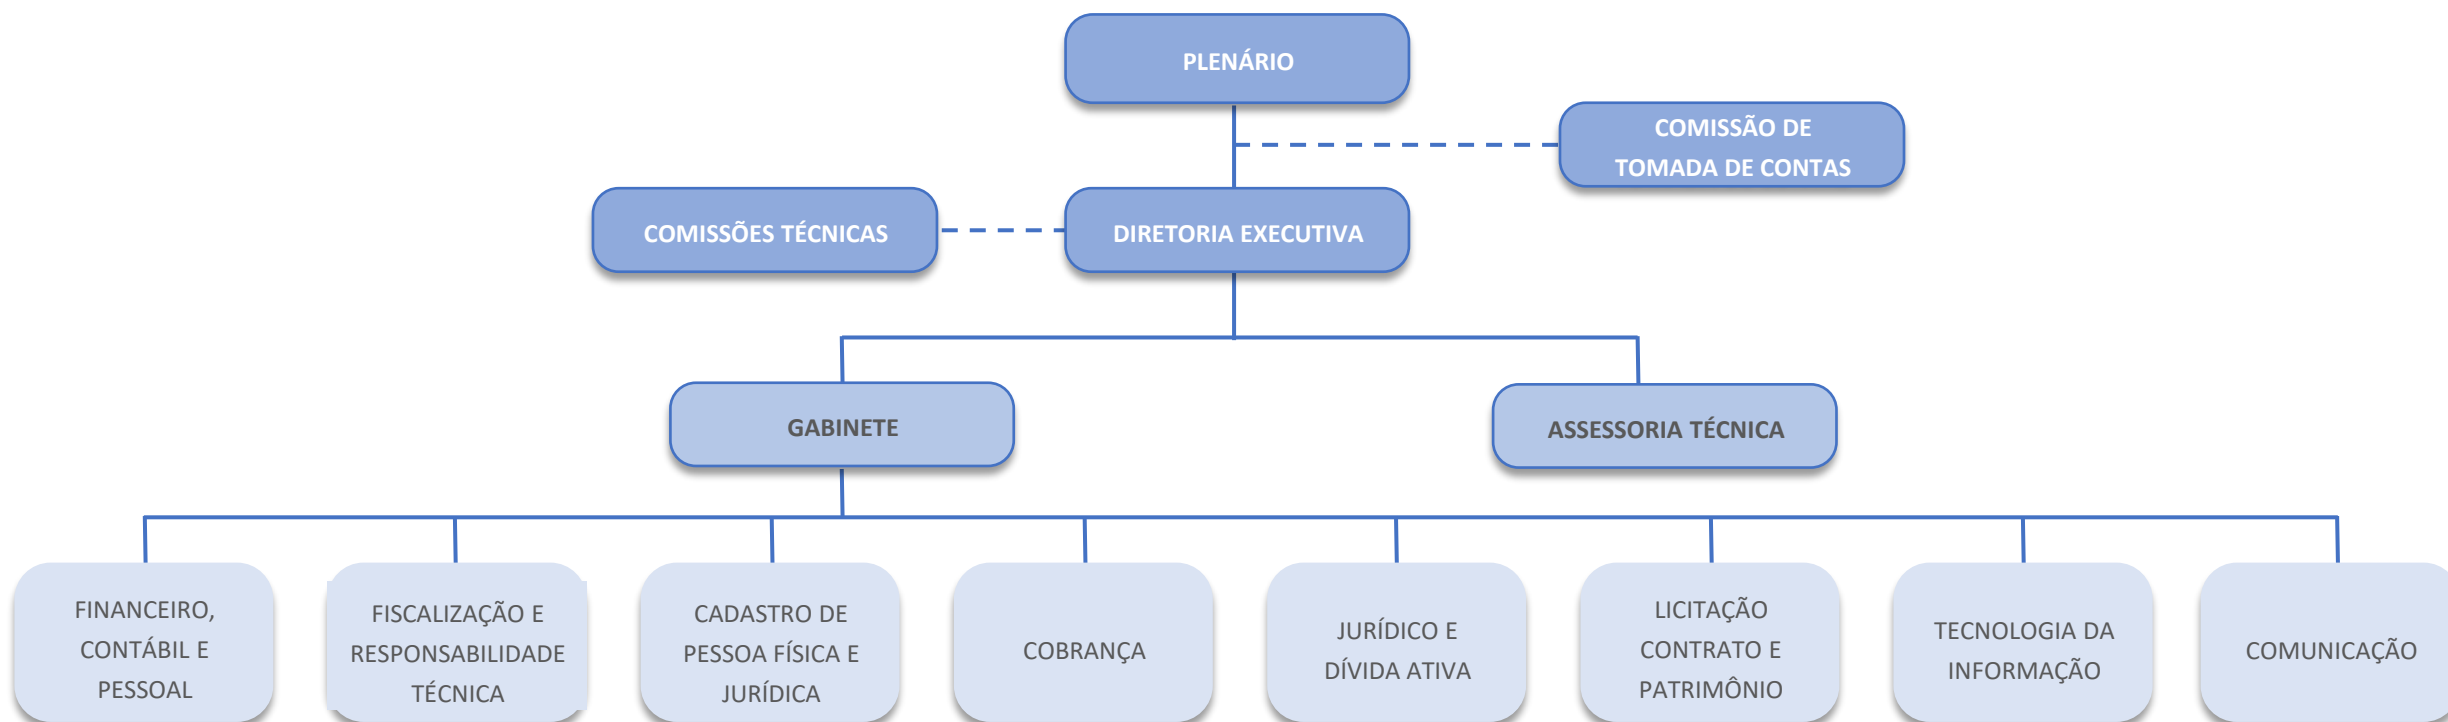 PLENÁRIO
COMISSÃO DE
TOMADA DE CONTAS
COMISSÕES TÉCNICAS
DIRETORIA EXECUTIVA
GABINETE
ASSESSORIA TÉCNICA
FINANCEIRO,
CONTÁBIL E
PESSOAL
FISCALIZAÇÃO E
RESPONSABILIDADE
TÉCNICA
CADASTRO DE
PESSOA FÍSICA E
JURÍDICA
COBRANÇA
JURÍDICO E
DÍVIDA ATIVA
LICITAÇÃO
CONTRATO E
PATRIMÔNIO
TECNOLOGIA DA
INFORMAÇÃO
COMUNICAÇÃO